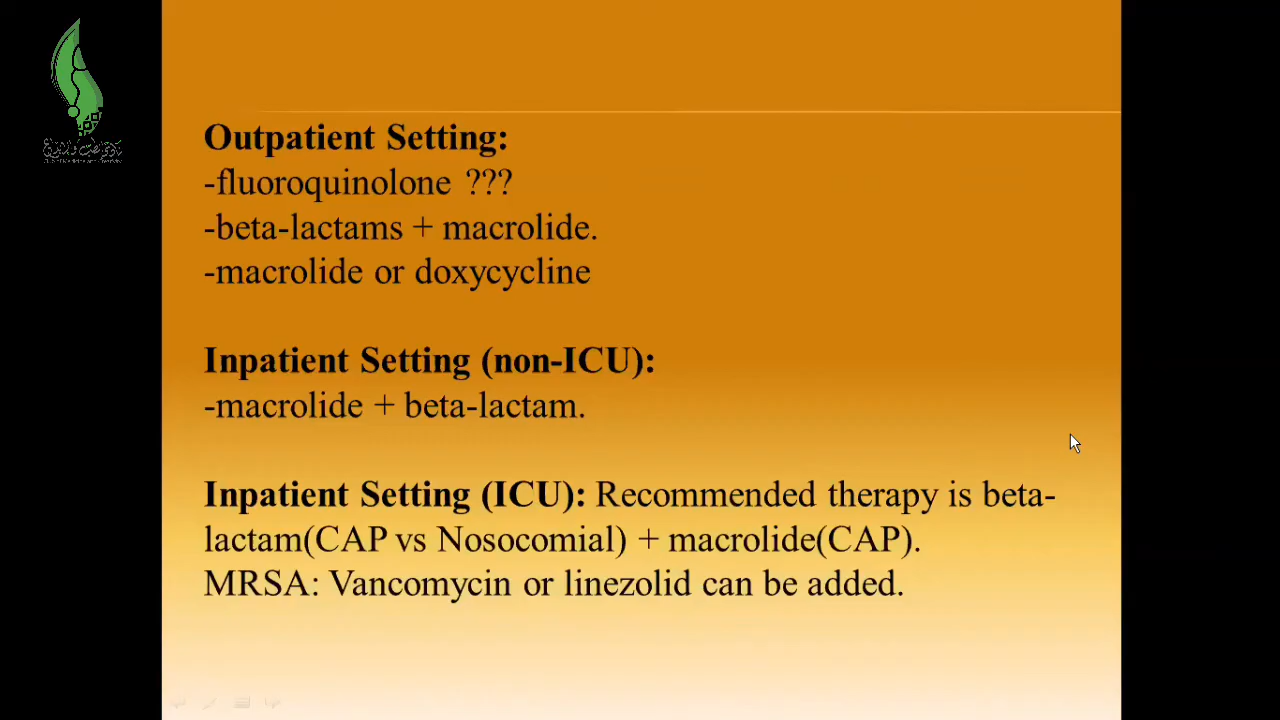 Outpatient Setting:
-fluoroquinolone ???
-beta-lactams + macrolide.
-macrolide or doxycycline
Inpatient Setting (non-ICU):
-macrolide + beta-lactam.
Inpatient Setting (ICU): Recommended therapy is beta-
lactam(CAP vs Nosocomial) + macrolide(CAP).
MRSA: Vancomycin or linezolid can be added.